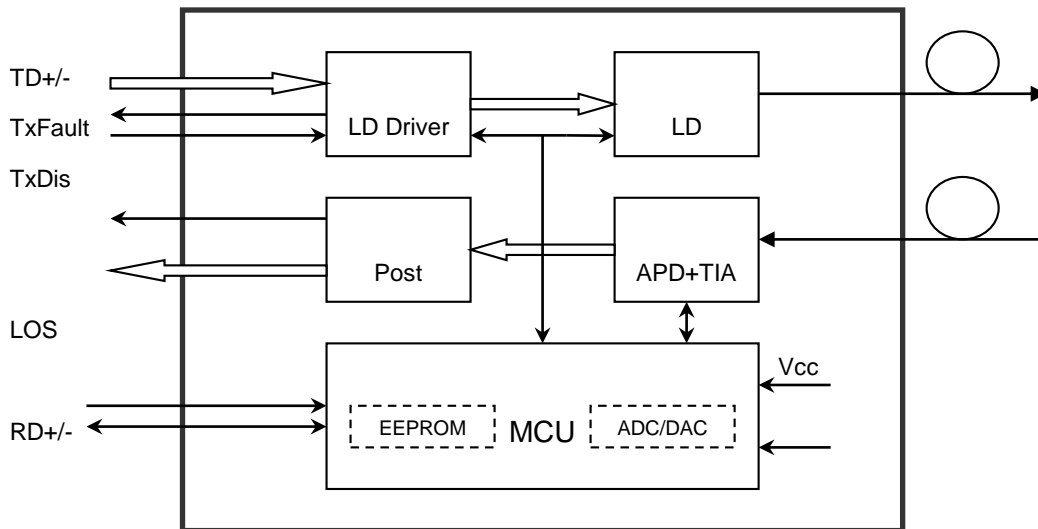 TD+/-
TxFault
TxDis
LOS
RD+/-
LD Driver
LD
Post
APD+TIA
Vcc
EEPROM
MCU
ADC/DAC